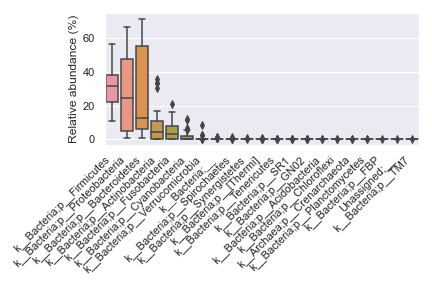 Relative abundance (%)
60
40
20
0
k__Bacteria;p__Firmicutes
k__Bacteria;p__Proteobacteria
k__Bacteria;p__Bacteroidetes
k__Bacteria;p__Actinobacteria
k__Bacteria;p__Fusobacteria
k__Bacteria;p__Cyanobacteria
k__Bacteria;p__Verrucomicrobia
k__Bacteria;__
k__Bacteria;p__Spirochaetes
k__Bacteria;p__Synergistetes
k__Bacteria;p__[Thermi]
k__Bacteria;p__Tenericutes
k__Bacteria;p__SR1
k__Bacteria;p__GN02
k__Bacteria;p__Acidobacteria
k__Bacteria;p__Chloroflexi
k__Archaea;p__Crenarchaeota
k__Bacteria;p__Planctomycetes
k__Bacteria;p__FBP
Unassigned;__
k__Bacteria;p__TM7